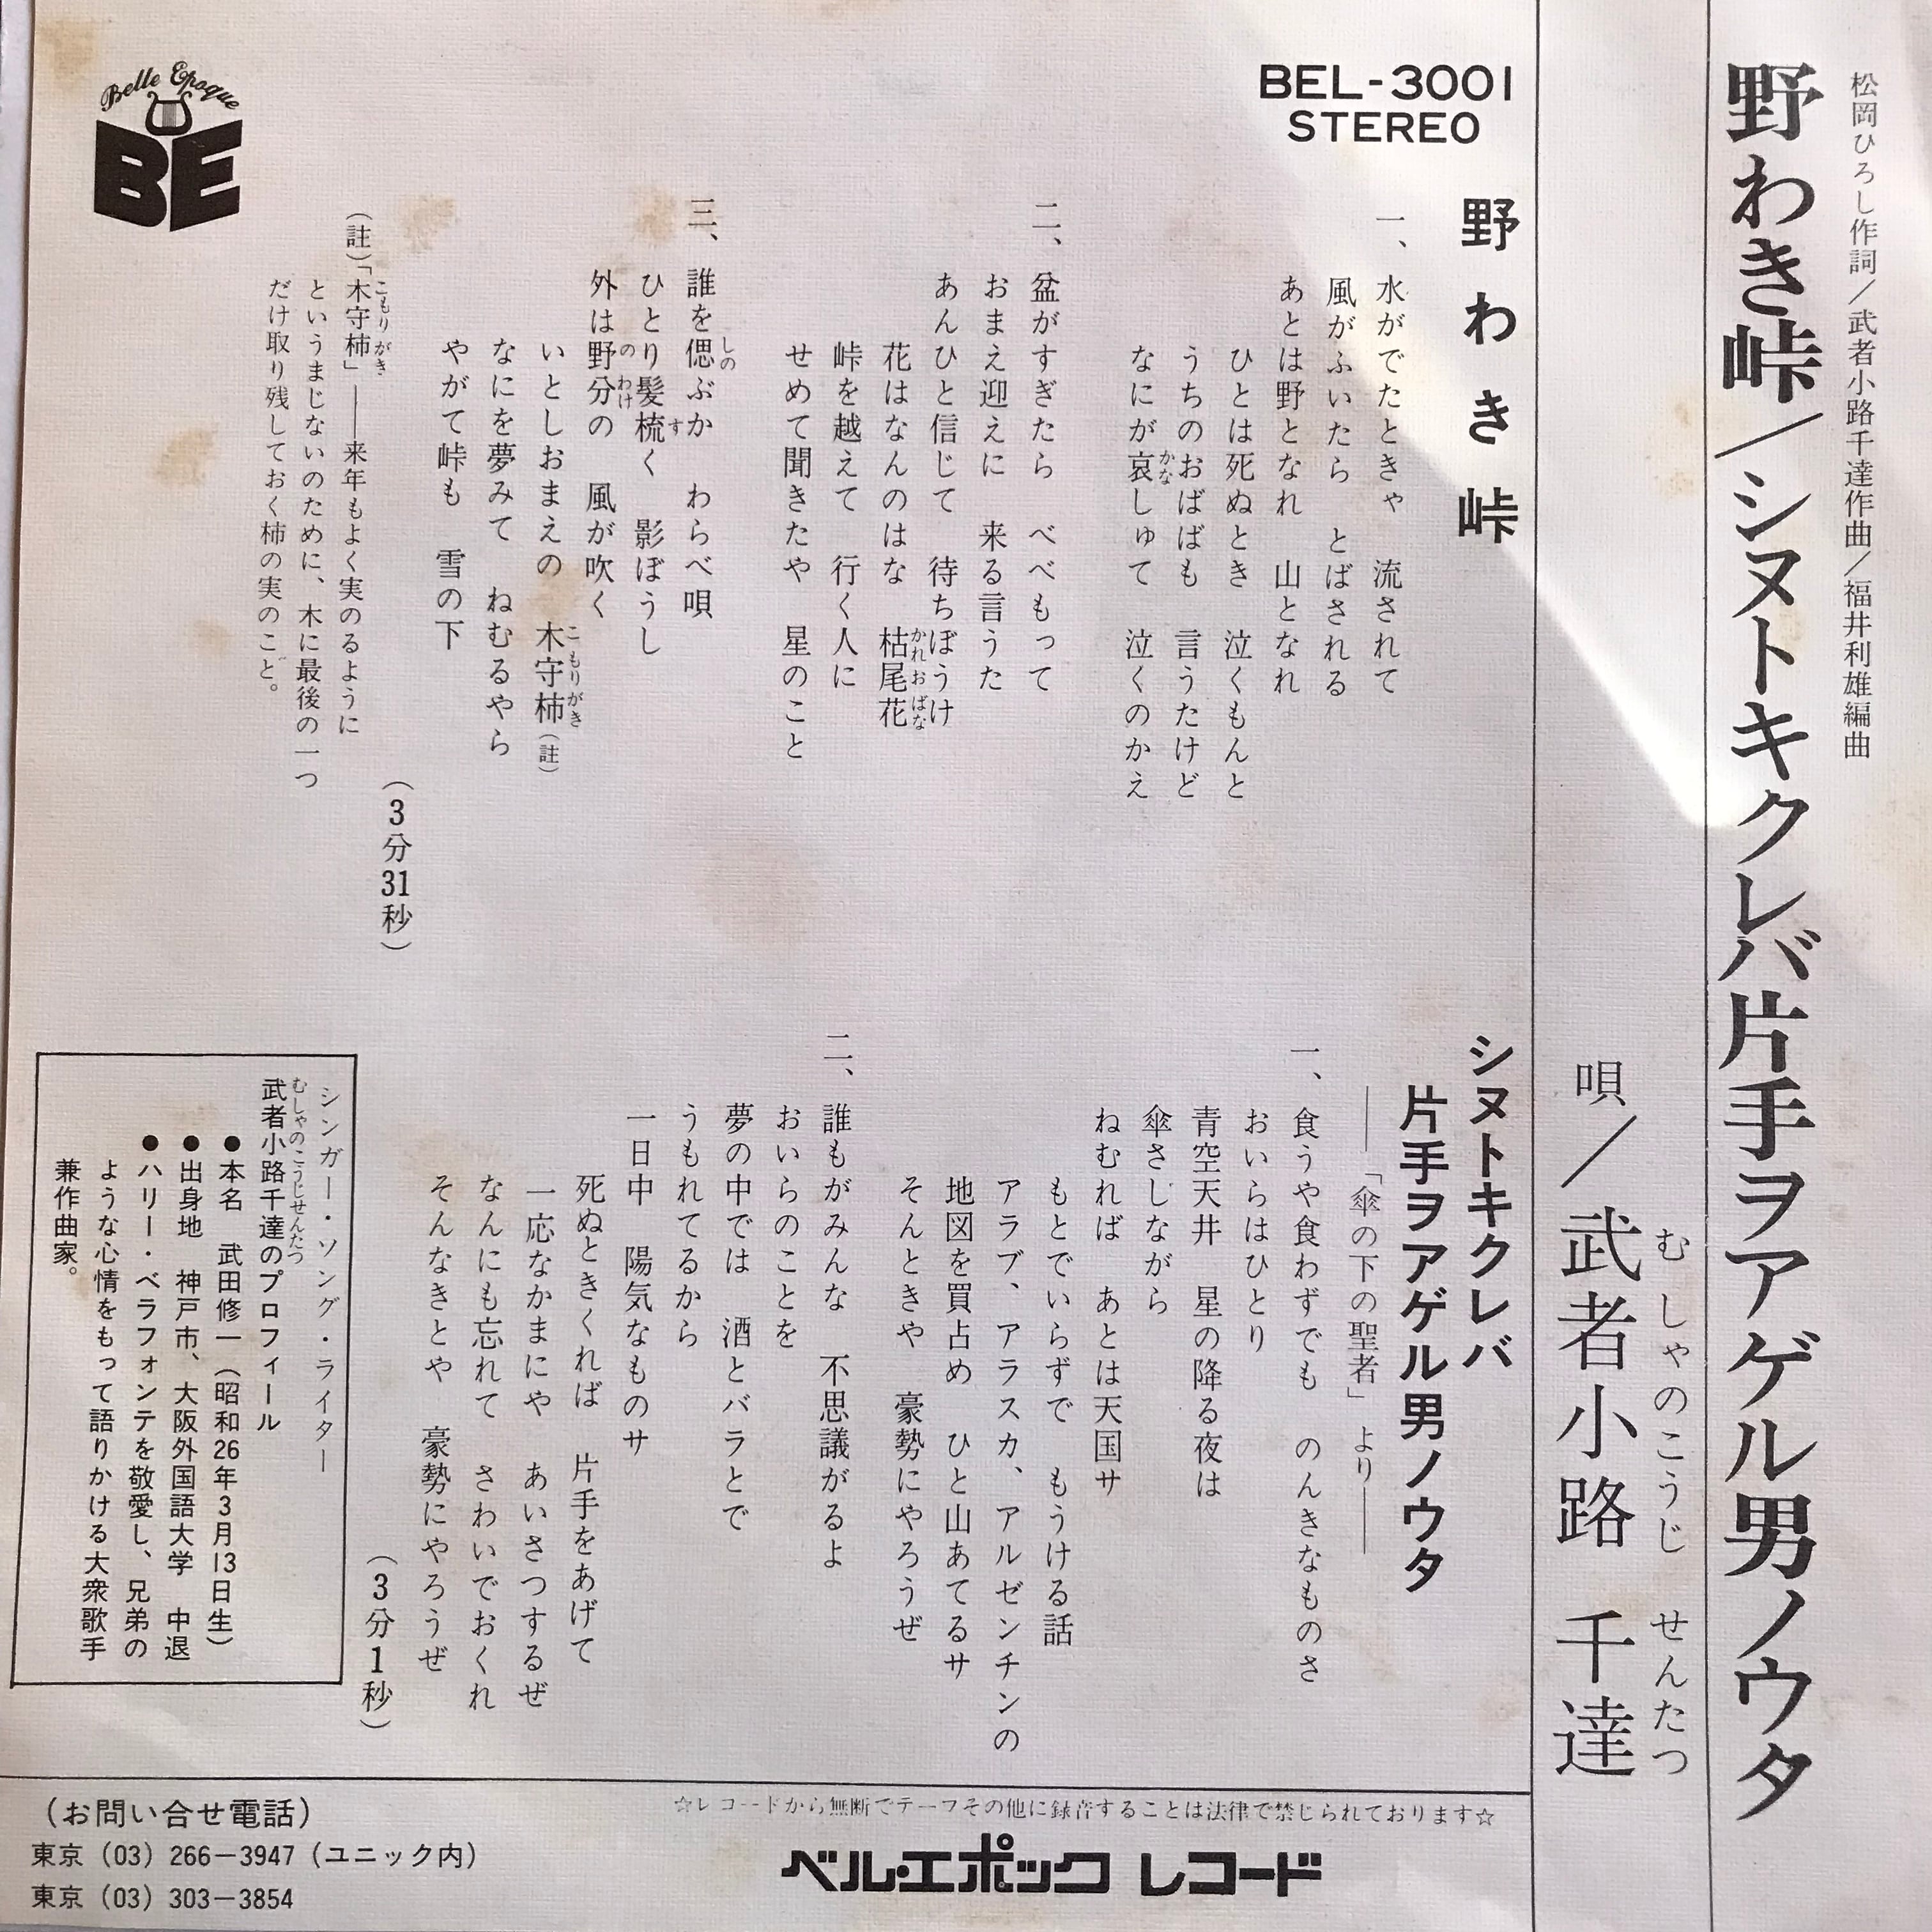 松岡ひろし作詞／武者小路千達作曲／福井利雄編曲
野わき峠／シヌトキクレバ片手ヲアゲル男ノウタ
むしゃのこうじ せんたつ
唄／武者小路 千達
BEL-3001
STEREO
野わき峠
一、水がでたときゃ 流されて
風がふいたら とばされる
あとは野となれ 山となれ
ひとは死ぬとき 泣くもんと
うちのおばばも 言うたけど
なにが哀しゅて 泣くのかえ
かな
二、盆がすぎたら べべもって
おまえ迎えに 来る言うた
あんひと信じて 待ちぼうけ
花はなんのはな 枯尾花
かれおばな
峠を越えて 行く人に
せめて聞きたや 星のこと
三、誰を偲ぶか わらべ唄
しの
ひとり髪梳く 影ぼうし
す
外は野分の 風が吹く
のわけ
いとしおまえの 木守柿（註）
こもりがき
なにを夢みて ねむるやら
やがて峠も 雪の下
（3分31秒）
（註）「木守柿」――来年もよく実のるように
こもりがき
というまじないのために、木に最後の一つ
だけ取り残しておく柿の実のこと。
Belle Epoque
BE
シヌトキクレバ
片手ヲアゲル男ノウタ
――「傘の下の聖者」より――
一、食うや食わずでも のんきなものさ
おいらはひとり
青空天井 星の降る夜は
傘さしながら
ねむれば あとは天国サ
もとでいらずで もうける話
アラブ、アラスカ、アルゼンチンの
地図を買占め ひと山あてるサ
そんときや 豪勢にやろうぜ
二、誰もがみんな 不思議がるよ
おいらのことを
夢の中では 酒とバラとで
うもれてるから
一日中 陽気なものサ
死ぬときくれば 片手をあげて
一応なかまにや あいさつするぜ
なんにも忘れて さわいでおくれ
そんなきとや 豪勢にやろうぜ
（3分1秒）
シンガー・ソング・ライター
むしゃのこうじせんたつ
武者小路千達のプロフィール
●本名 武田修一（昭和26年3月13日生）
●出身地 神戸市、大阪外国語大学 中退
●ハリー・ベラフォンテを敬愛し、兄弟の
ような心情をもって語りかける大衆歌手
兼作曲家。
☆レコードから無断でテープその他に録音することは法律で禁じられております☆
ベル・エポック レコード
（お問い合せ電話）
東京（03）266－3947（ユニック内）
東京（03）303－3854